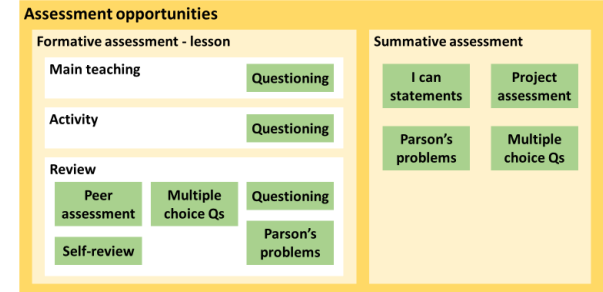 Assessment opportunities
Formative assessment - lesson
Main teaching
Questioning
Activity
Questioning
Review
Peer
assessment
Multiple
choice Qs
Questioning
Self-review
Parson's
problems
Summative assessment
I can
statements
Project
assessment
Parson's
problems
Multiple
choice Qs